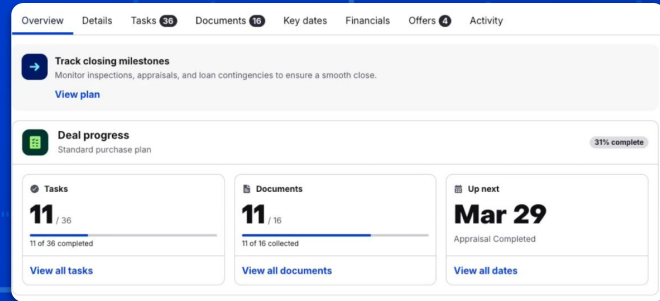 Overview Details Tasks 36 Documents 16 Key dates Financials Offers 4 Activity
Track closing milestones
Monitor inspections, appraisals, and loan contingencies to ensure a smooth close.
View plan
Deal progress
Standard purchase plan
31% complete
Tasks
11 / 36
11 of 36 completed
View all tasks
Documents
11 / 16
11 of 16 collected
View all documents
Up next
Mar 29
Appraisal Completed
View all dates